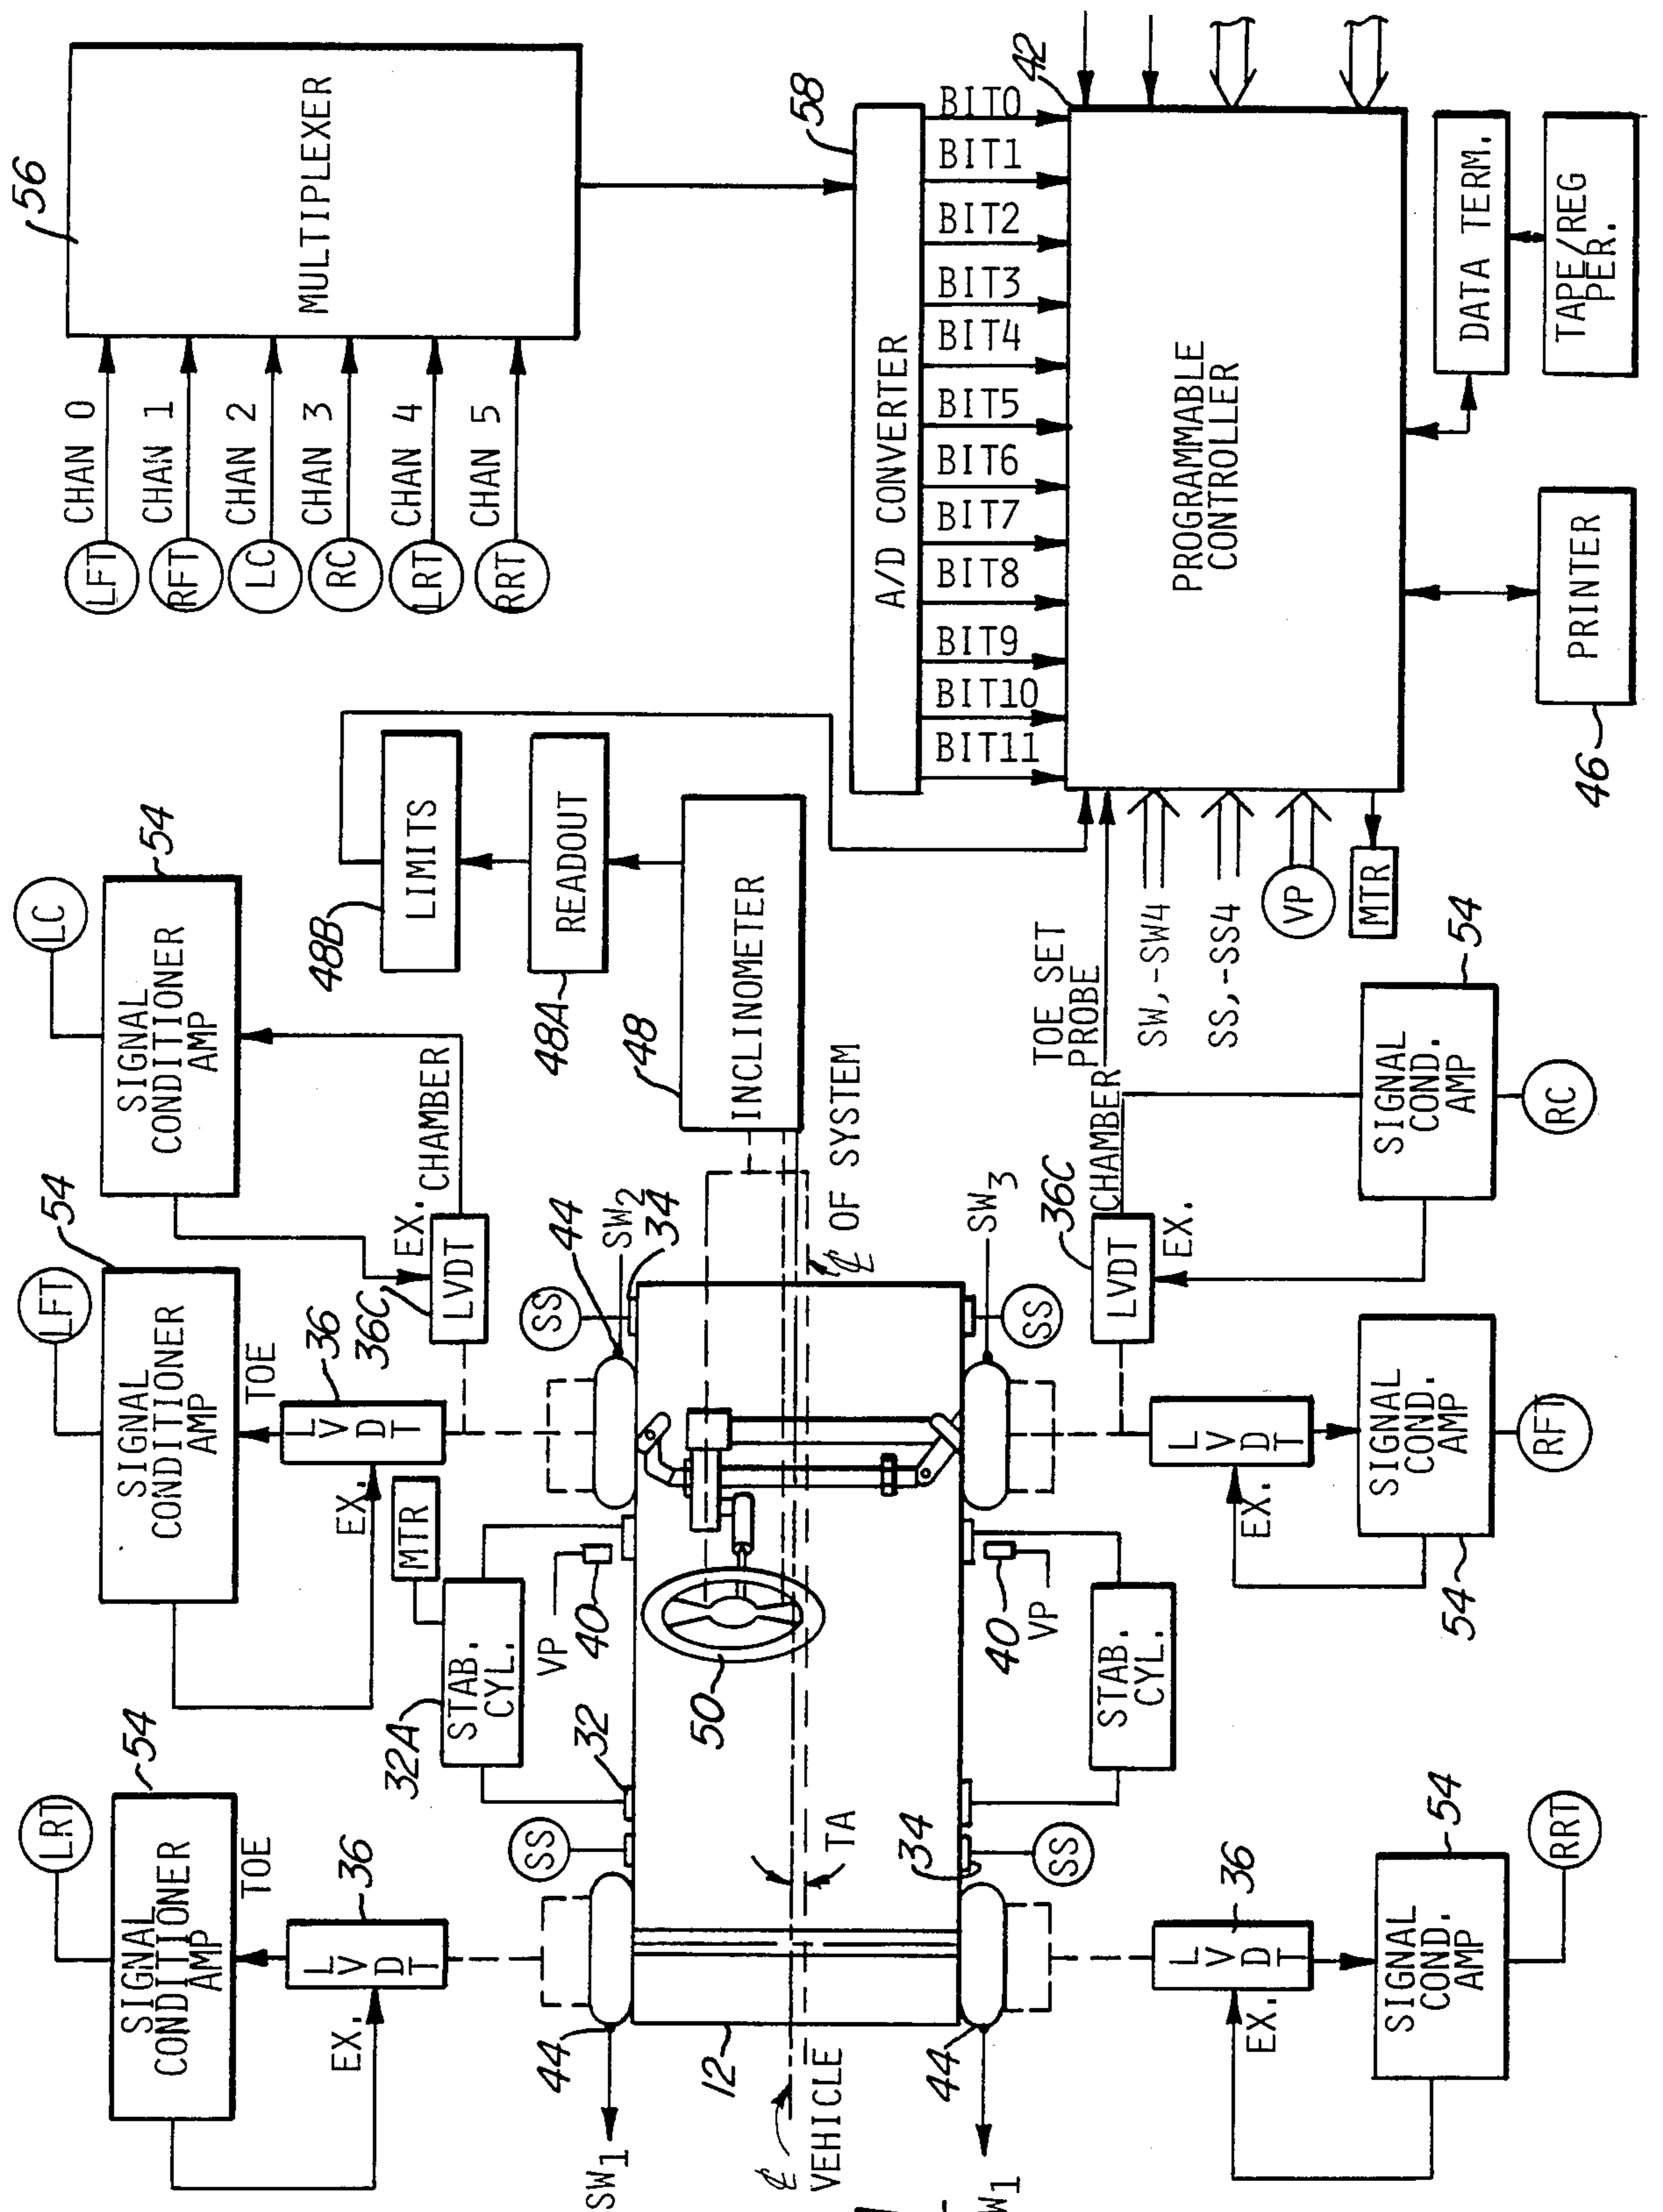 56
MULTIPLEXER
LFT CHAN 0
RFT CHAN 1
LC CHAN 2
RC CHAN 3
LRT CHAN 4
RRT CHAN 5
58
A/D CONVERTER
BIT0
BIT1
BIT2
BIT3
BIT4
BIT5
BIT6
BIT7
BIT8
BIT9
BIT10
BIT11
42
PROGRAMMABLE
CONTROLLER
DATA TERM.
TAPE/REG
PER.
PRINTER
46
LIMITS
48B
READOUT
48A
INCLINOMETER
48
TOE SET
PROBE
SW,-SW4
SS,-SS4
VP
MTR
LC
54
SIGNAL
CONDITIONER
AMP
CHAMBER
EX.
LVDT
36C
LFT
54
SIGNAL
CONDITIONER
AMP
TOE
36
LVDT
EX.
MTR
STAB.
CYL.
32A
VP
40
32
LRT
54
SIGNAL
CONDITIONER
AMP
TOE
36
LVDT
EX.
SS
SW2
34
44
℄ OF SYSTEM
SW3
SS
50
SS
TA
34
SS
44
SW1
12
℄
VEHICLE
44
W1
40
VP
STAB.
CYL.
CHAMBER
36C
LVDT
EX.
SIGNAL
COND.
AMP
54
RC
LVDT
EX.
SIGNAL
COND.
AMP
54
RFT
36
LVDT
EX.
SIGNAL
COND.
AMP
54
RRT